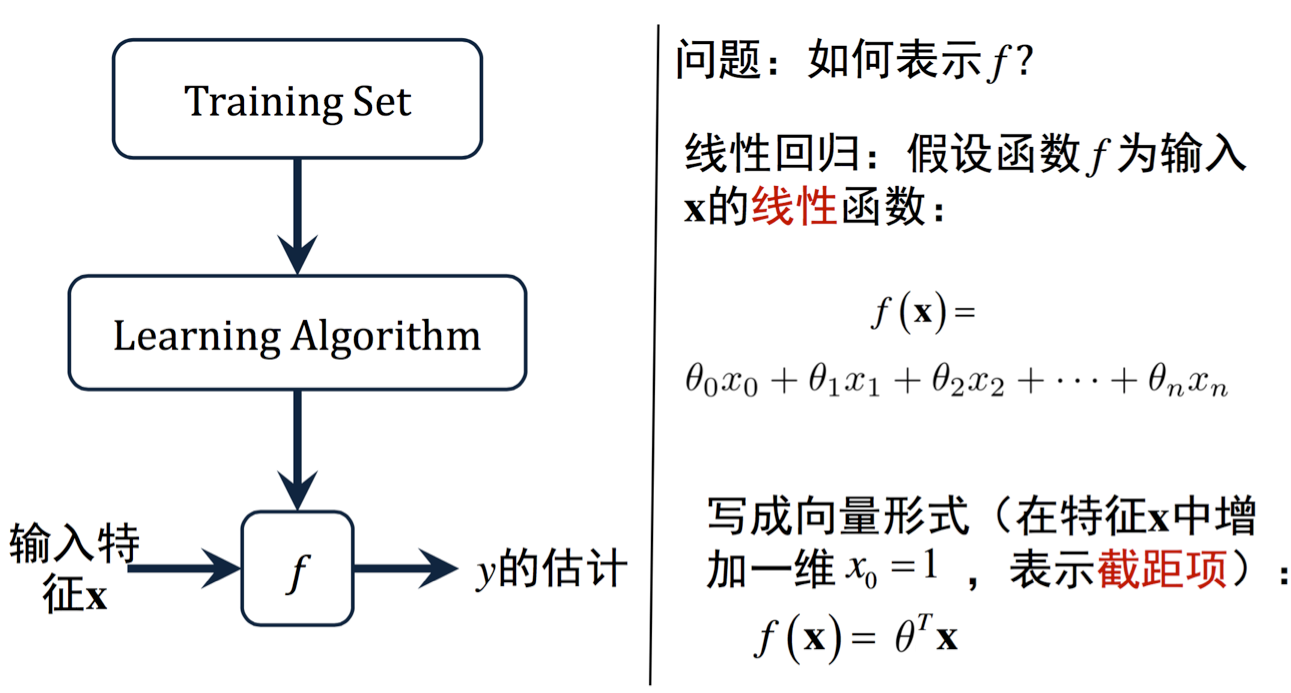 Training Set
Learning Algorithm
输入特
征x
f
y的估计
问题：如何表示f?
线性回归：假设函数f为输入
x的线性函数：
f(x)=
θ₀x₀ + θ₁x₁ + θ₂x₂ + ··· + θₙxₙ
写成向量形式（在特征x中增
加一维 x₀ =1 ，表示截距项）：
f(x)= θᵀx